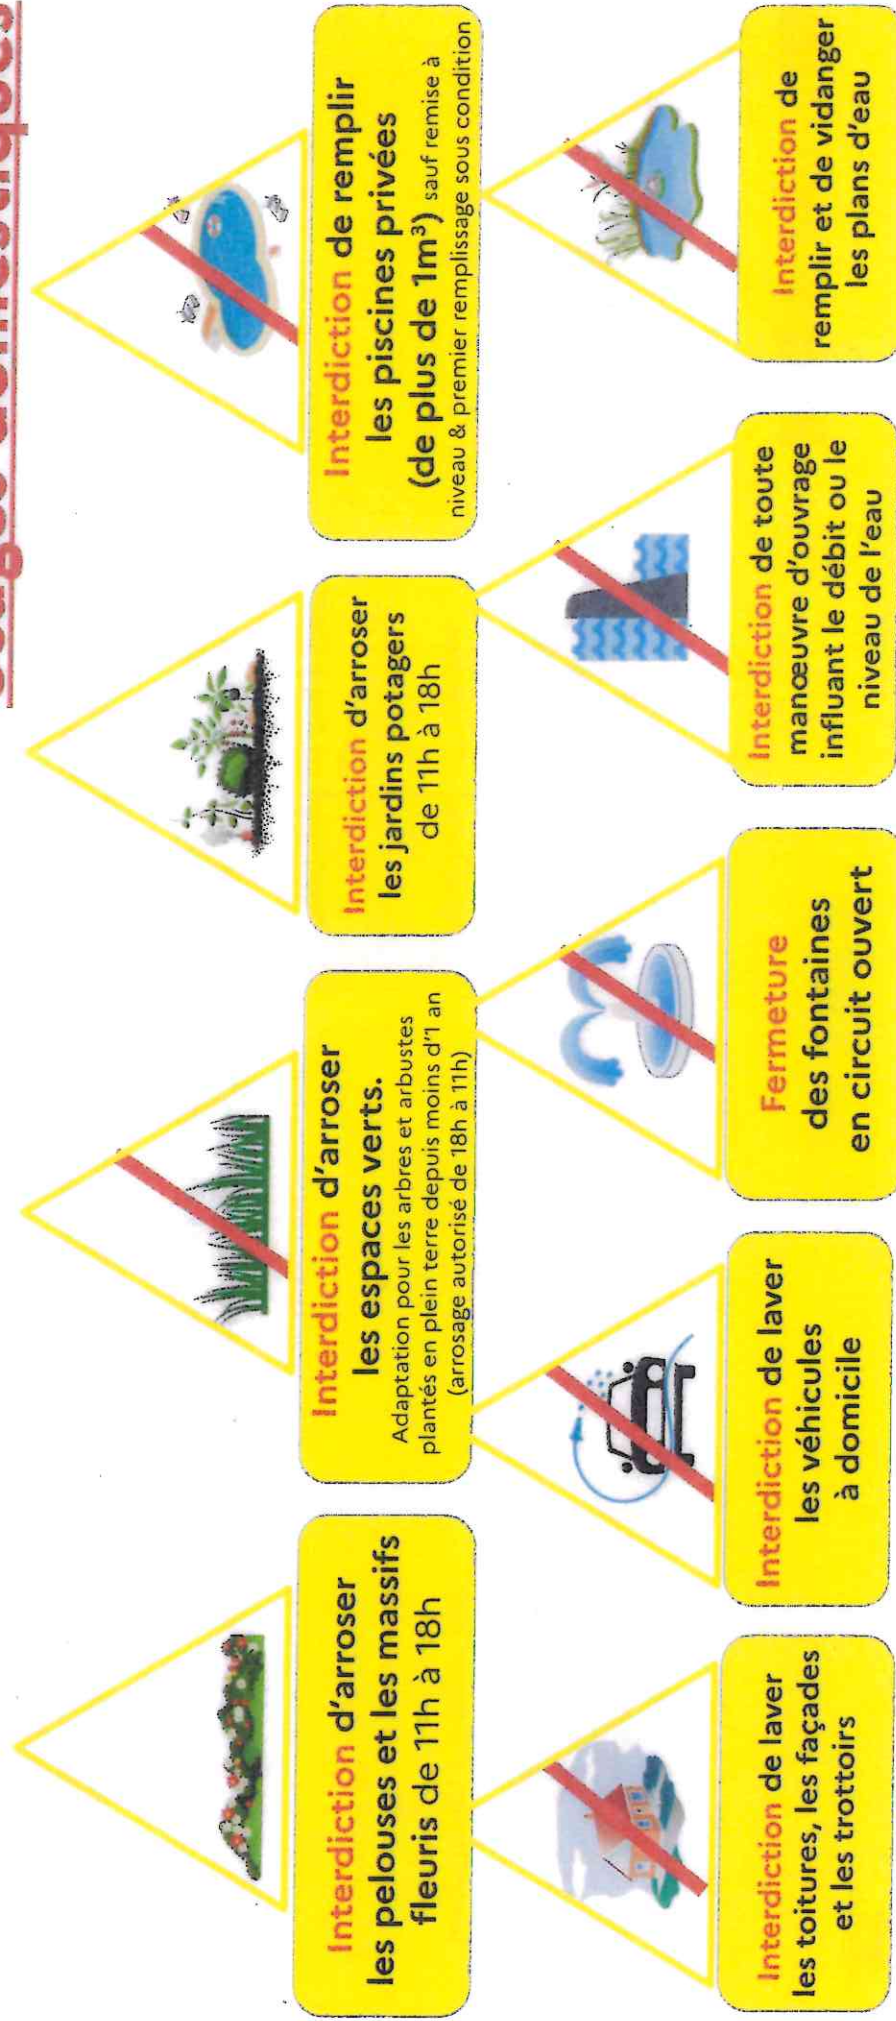 Interdiction d'arroser
les pelouses et les massifs
fleuris de 11h à 18h
Interdiction d'arroser
les espaces verts.
Adaptation pour les arbres et arbustes
plantés en plein terre depuis moins d'1 an
(arrosage autorisé de 18h à 11h)
Interdiction d'arroser
les jardins potagers
de 11h à 18h
Interdiction de remplir
les piscines privées
(de plus de 1m³) sauf remise à
niveau & premier remplissage sous condition
Interdiction de laver
les toitures, les façades
et les trottoirs
Interdiction de laver
les véhicules
à domicile
Fermeture
des fontaines
en circuit ouvert
Interdiction de toute
manœuvre d'ouvrage
influant le débit ou le
niveau de l'eau
Interdiction de
remplir et de vidanger
les plans d'eau